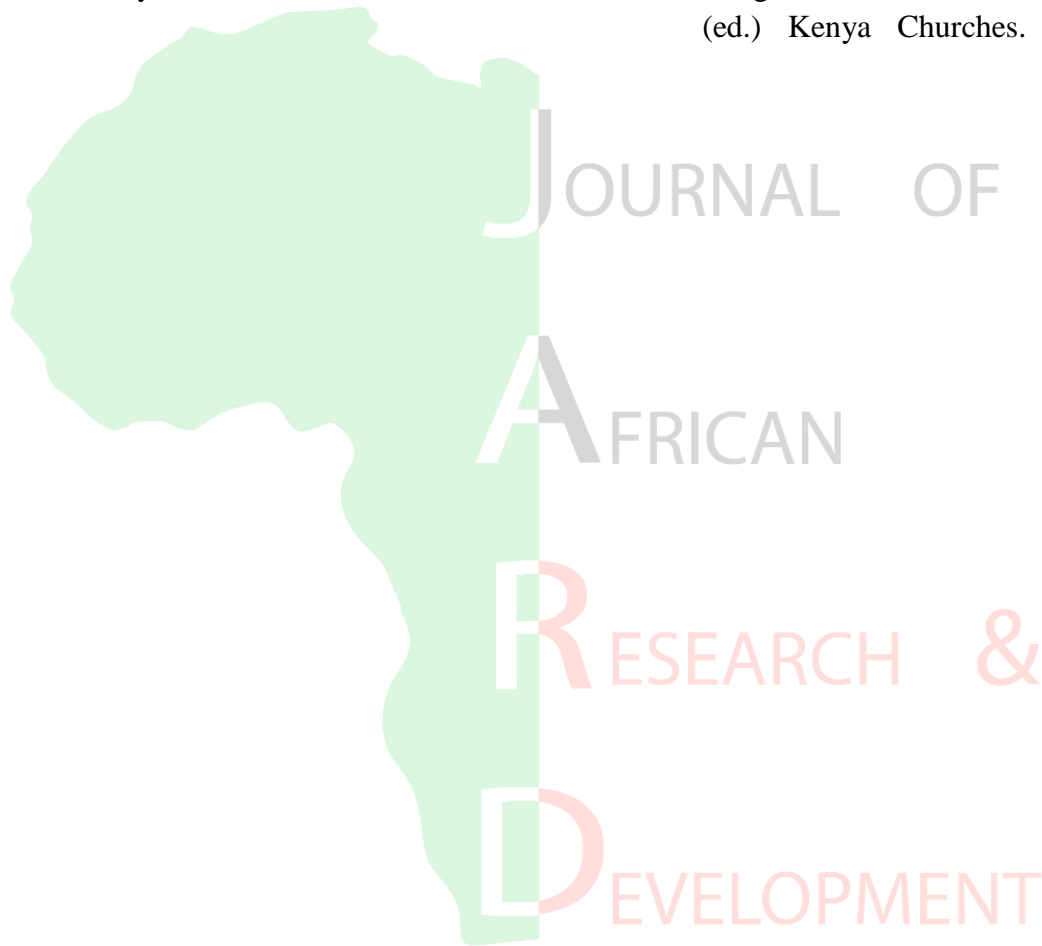 (ed.) Kenya Churches.
JOURNAL OF
AFRICAN
RESEARCH &
DEVELOPMENT